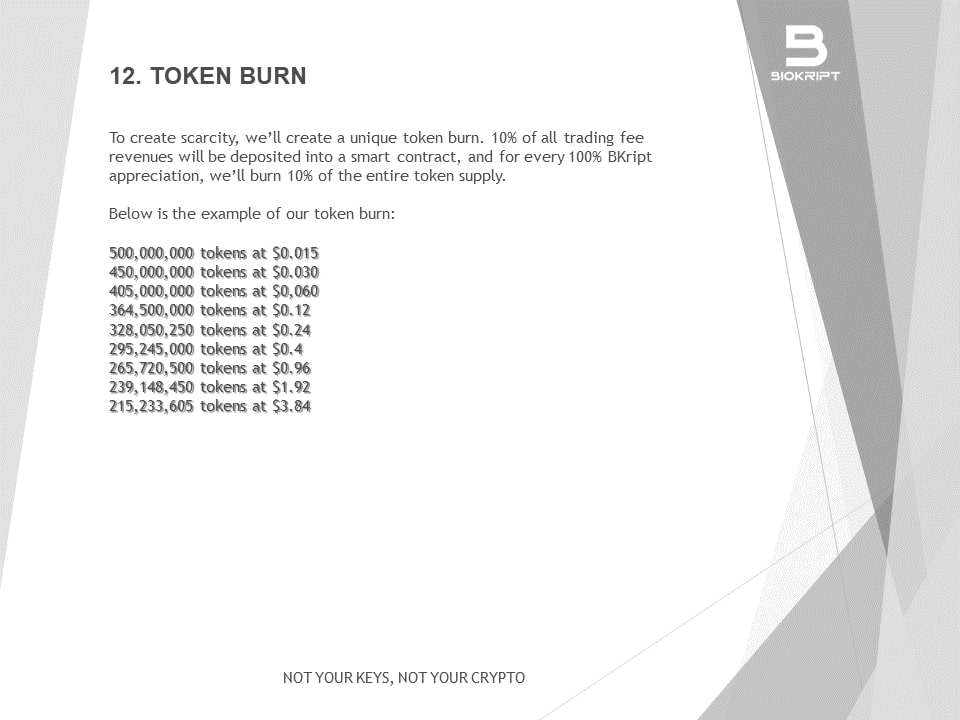 BIOKRIPT
12. TOKEN BURN
To create scarcity, we’ll create a unique token burn. 10% of all trading fee
revenues will be deposited into a smart contract, and for every 100% BKript
appreciation, we’ll burn 10% of the entire token supply.
Below is the example of our token burn:
500,000,000 tokens at $0.015
450,000,000 tokens at $0.030
405,000,000 tokens at $0,060
364,500,000 tokens at $0.12
328,050,250 tokens at $0.24
295,245,000 tokens at $0.4
265,720,500 tokens at $0.96
239,148,450 tokens at $1.92
215,233,605 tokens at $3.84
NOT YOUR KEYS, NOT YOUR CRYPTO